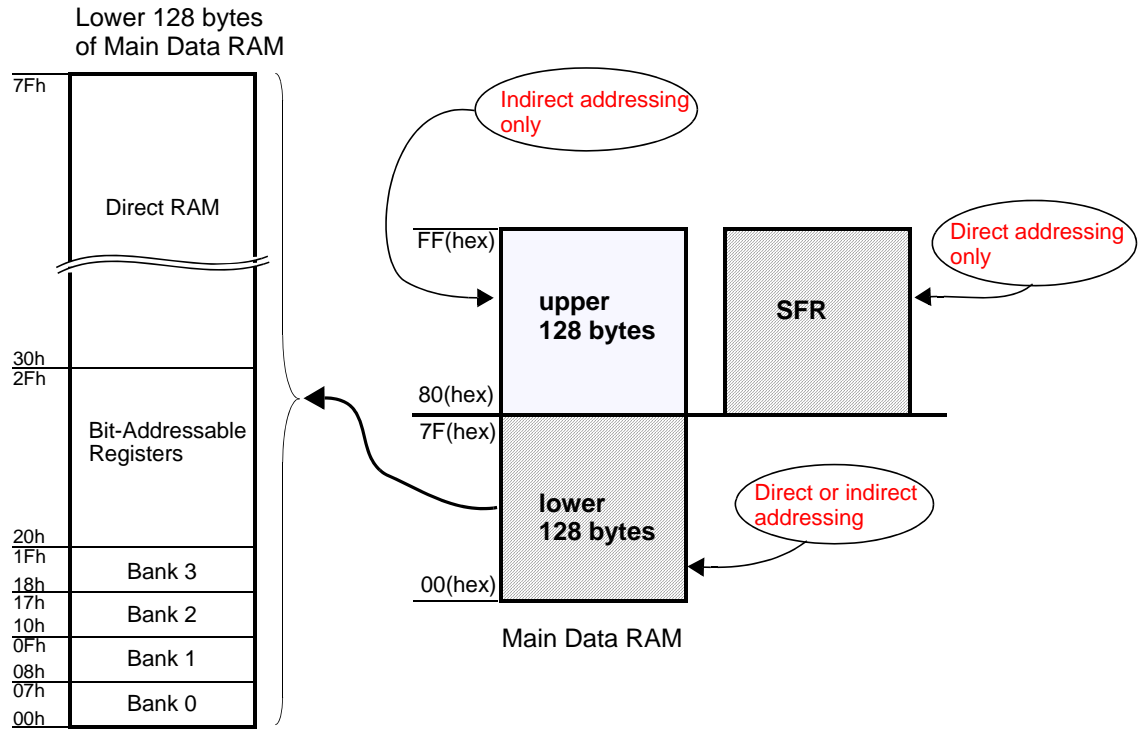 Lower 128 bytes
of Main Data RAM
7Fh
Direct RAM
30h
2Fh
Bit-Addressable
Registers
20h
1Fh
Bank 3
18h
17h
Bank 2
10h
0Fh
Bank 1
08h
07h
Bank 0
00h
Indirect addressing
only
FF(hex)
upper
128 bytes
80(hex)
7F(hex)
lower
128 bytes
00(hex)
Main Data RAM
SFR
Direct addressing
only
Direct or indirect
addressing